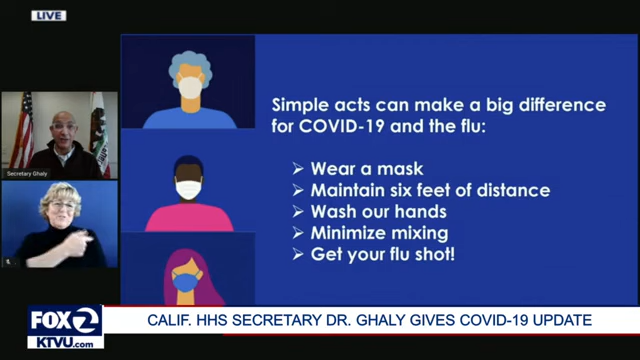 LIVE
Simple acts can make a big difference
for COVID-19 and the flu:
➢ Wear a mask
➢ Maintain six feet of distance
➢ Wash our hands
➢ Minimize mixing
➢ Get your flu shot!
Secretary Ghaly
FOX 2
KTVU.com
CALIF. HHS SECRETARY DR. GHALY GIVES COVID-19 UPDATE